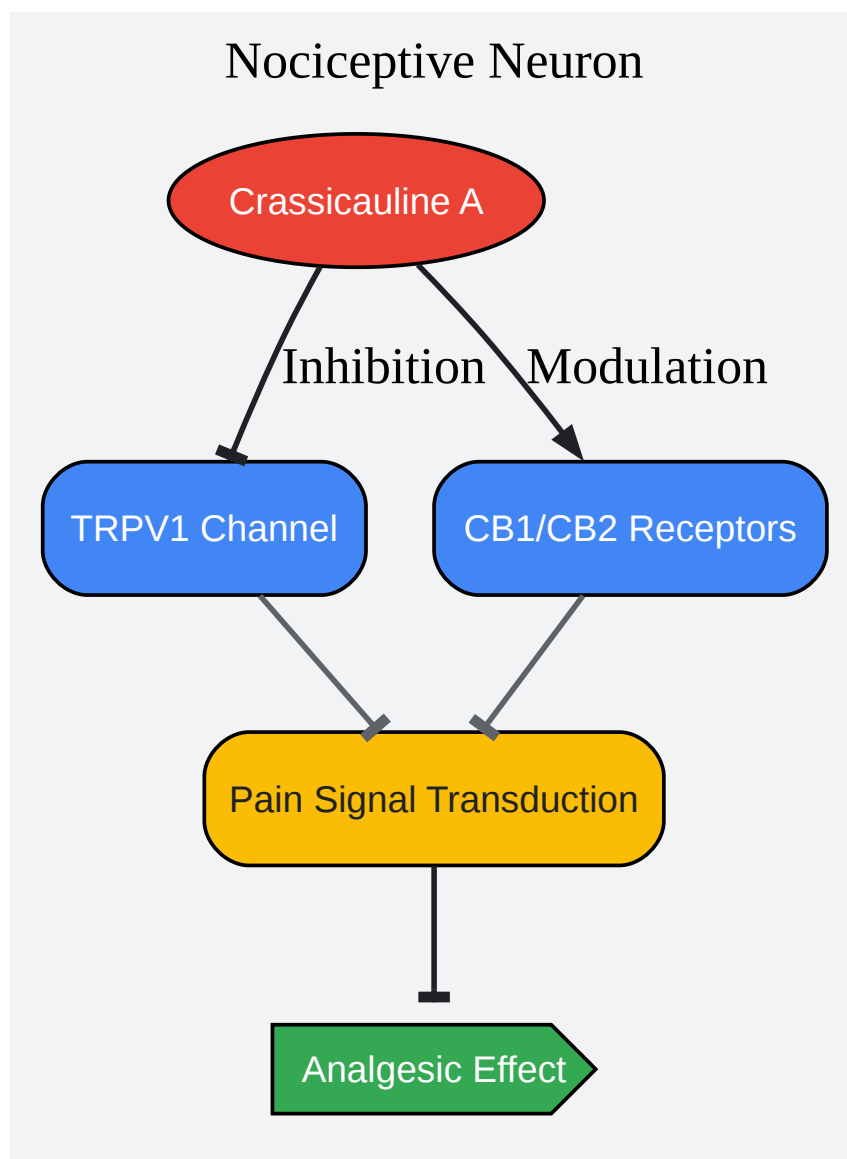 Nociceptive Neuron
Crassicauline A
Inhibition
Modulation
TRPV1 Channel
CB1/CB2 Receptors
Pain Signal Transduction
Analgesic Effect